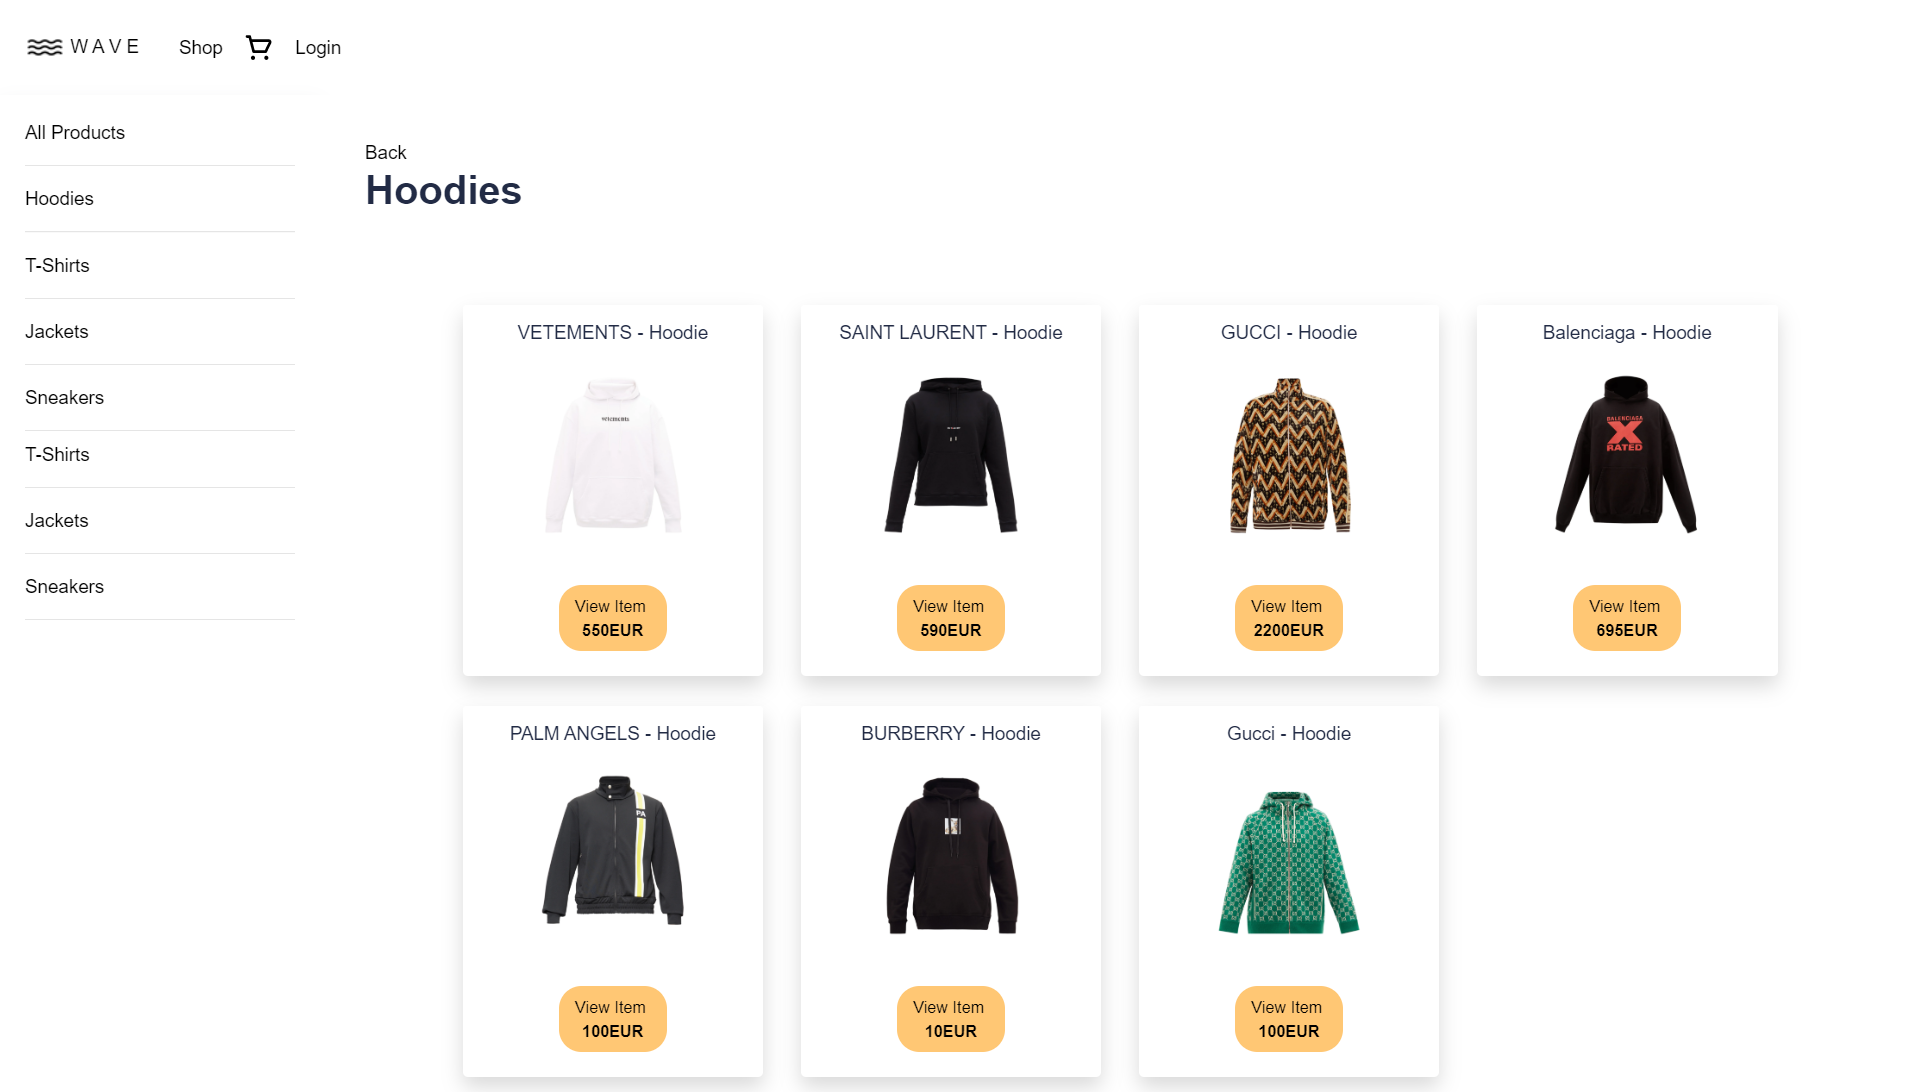 WAVE
Shop
Login
All Products
Hoodies
T-Shirts
Jackets
Sneakers
T-Shirts
Jackets
Sneakers
Back
Hoodies
VETEMENTS - Hoodie
vetements
View Item
550EUR
SAINT LAURENT - Hoodie
View Item
590EUR
GUCCI - Hoodie
View Item
2200EUR
Balenciaga - Hoodie
BALENCIAGA
X
RATED
View Item
695EUR
PALM ANGELS - Hoodie
PA
View Item
100EUR
BURBERRY - Hoodie
View Item
10EUR
Gucci - Hoodie
View Item
100EUR